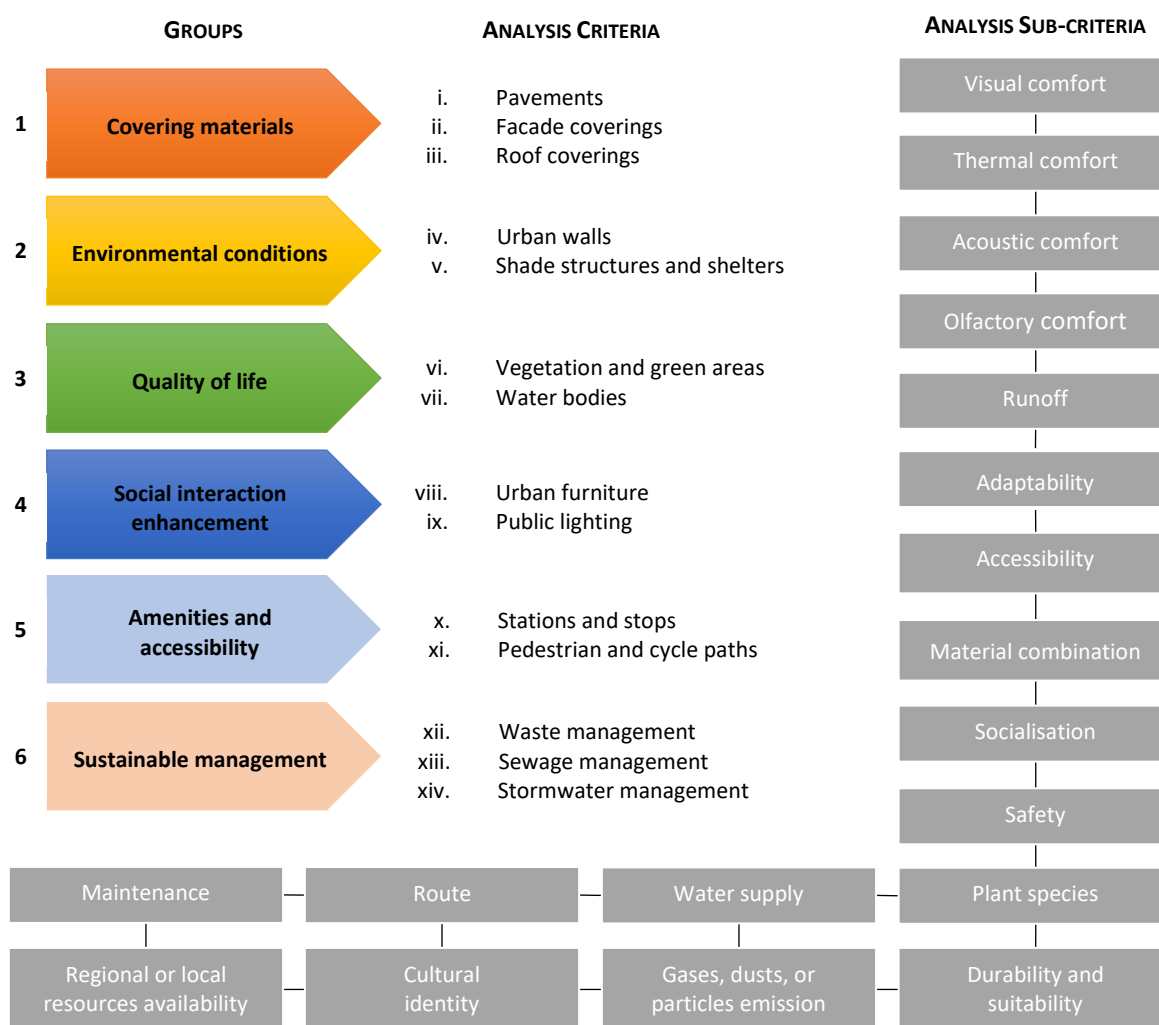 GROUPS
ANALYSIS CRITERIA
ANALYSIS SUB-CRITERIA
1
Covering materials
i. Pavements
ii. Facade coverings
iii. Roof coverings
2
Environmental conditions
iv. Urban walls
v. Shade structures and shelters
3
Quality of life
vi. Vegetation and green areas
vii. Water bodies
4
Social interaction
enhancement
viii. Urban furniture
ix. Public lighting
5
Amenities and
accessibility
x. Stations and stops
xi. Pedestrian and cycle paths
6
Sustainable management
xii. Waste management
xiii. Sewage management
xiv. Stormwater management
Visual comfort
Thermal comfort
Acoustic comfort
Olfactory comfort
Runoff
Adaptability
Accessibility
Material combination
Socialisation
Safety
Maintenance
Route
Water supply
Plant species
Regional or local
resources availability
Cultural
identity
Gases, dusts, or
particles emission
Durability and
suitability